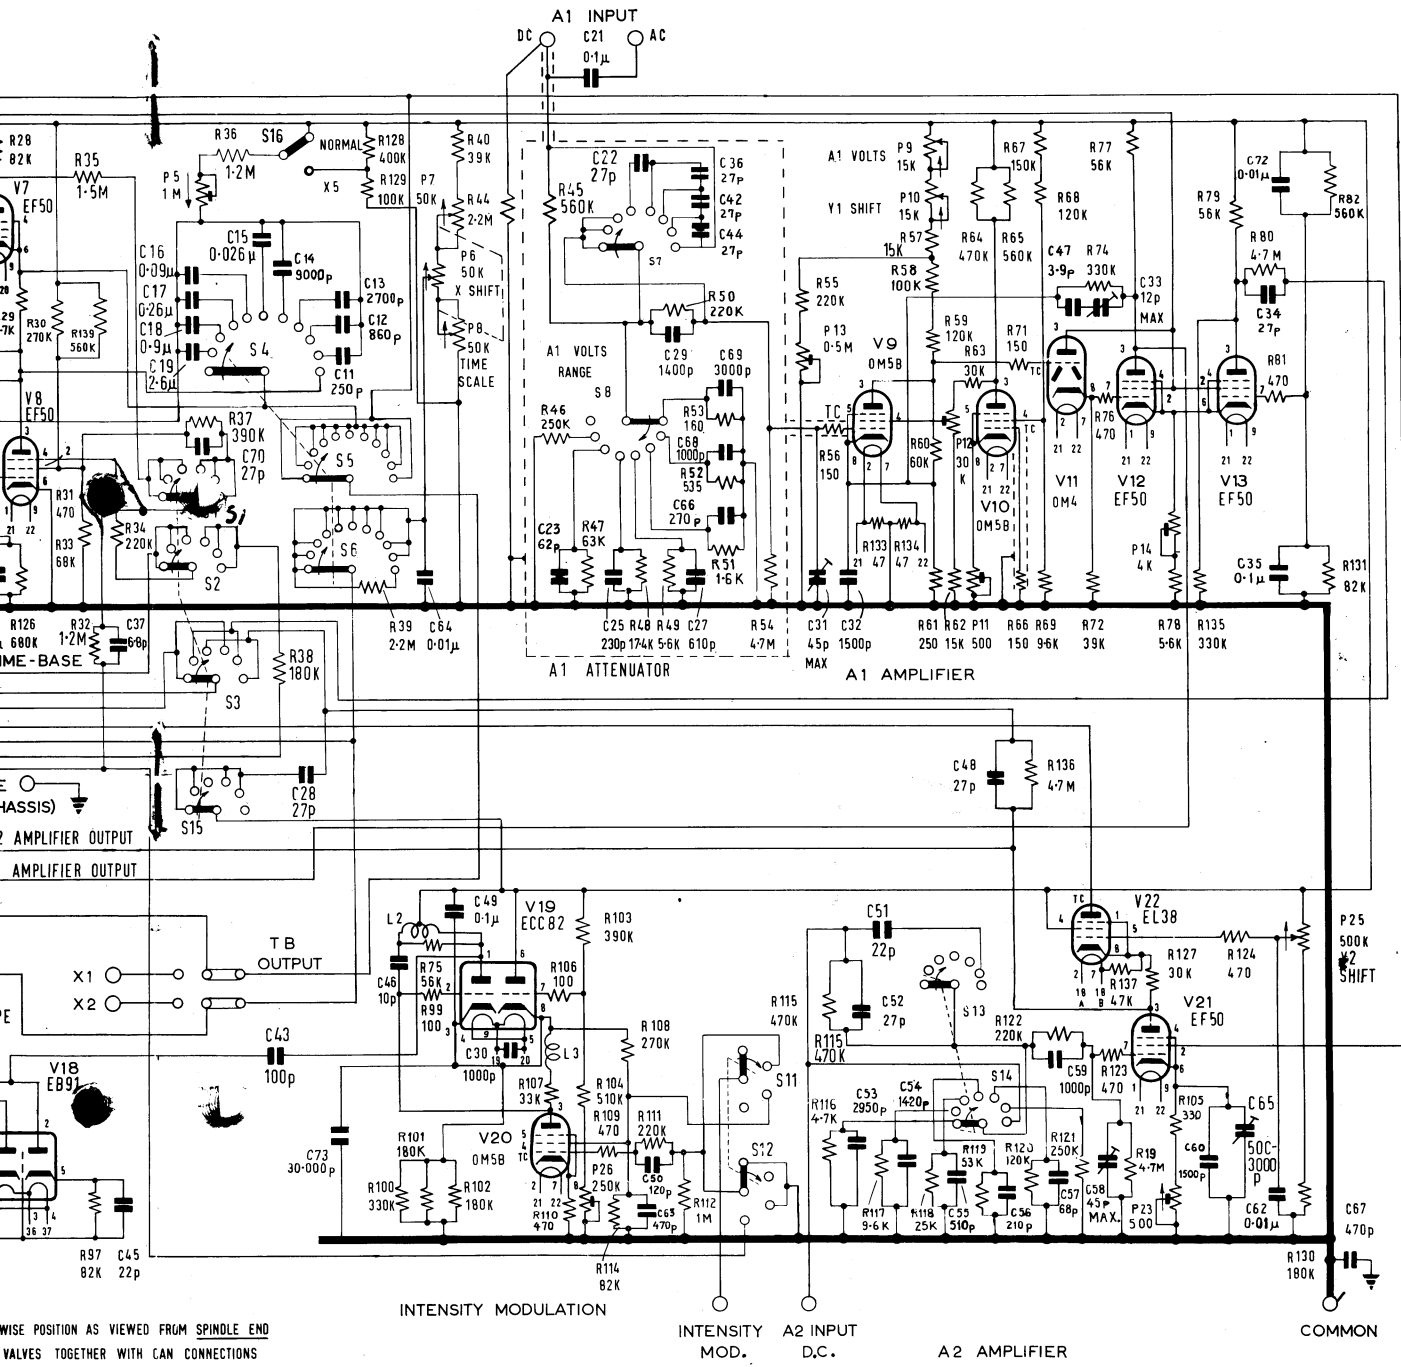 A1 INPUT
DC
C21
0·1µ
AC
R28
82K
R35
1·5M
R36
1·2M
S16
NORMAL
X5
R128
400K
R129
100K
R40
39K
P5
1M
P7
50K
R44
2·2M
V7
EF50
C22
27p
C36
27p
C42
27p
C44
27p
R45
560K
S7
A1 VOLTS
P9
15K
P10
15K
Y1 SHIFT
R57
15K
R58
100K
R67
150K
R64
470K
R65
560K
R68
120K
R77
56K
R79
56K
C72
0·01µ
R82
560K
R80
4·7M
C34
27p
C47
3·9p
R74
330K
C33
12p
MAX
C15
0·026µ
C14
9000p
C16
0·09µ
C17
0·26µ
C18
0·9µ
C19
2·6µ
C13
2700p
C12
860p
C11
250p
S4
P6
50K
X SHIFT
P8
50K
TIME
SCALE
R30
270K
R139
560K
R50
220K
C29
1400p
A1 VOLTS
RANGE
S8
R55
220K
P13
0·5M
R59
120K
R63
30K
R71
150
V9
OM5B
C69
3000p
R53
160
C68
1000p
R52
535
C66
270p
R51
1·6K
R46
250K
R37
390K
C70
27p
V8
EF50
S5
S6
S1
S2
R31
470
R33
68K
R34
220K
TC
R56
150
R60
60K
P12
30
K
V10
OM5B
TC
TC
V11
OM4
R76
470
V12
EF50
V13
EF50
R81
470
C23
62p
R47
63K
R133
47
R134
47
P14
4K
C35
0·1µ
R131
82K
R126
680K
R32
1·2M
C37
6·8p
R39
2·2M
C64
0·01µ
C25
230p
R48
17·4K
R49
5·6K
C27
610p
R54
4·7M
C31
45p
MAX
C32
1500p
R61
250
R62
15K
P11
500
R66
150
R69
9·6K
R72
39K
R78
5·6K
R135
330K
A1 ATTENUATOR
A1 AMPLIFIER
IME-BASE
R38
180K
S3
C28
27p
S15
C48
27p
R136
4·7M
E
HASSIS)
2 AMPLIFIER OUTPUT
AMPLIFIER OUTPUT
TB
OUTPUT
X1
X2
L2
C49
0·1µ
V19
ECC82
R103
390K
C46
10p
R75
56K
R99
100
R106
100
C30
1000p
L3
R107
33K
R104
510K
R108
270K
C43
100p
V18
EB91
C73
30·000p
R101
180K
R100
330K
R102
180K
V20
OM5B
TC
R109
470
R111
220K
P26
250K
C50
120p
C63
470p
R110
470
R112
1M
R114
82K
R97
82K
C45
22p
C51
22p
C52
27p
R115
470K
R115
470K
S11
S12
S13
S14
R116
4·7K
C53
2950p
C54
1420p
R117
9·6K
R118
25K
C55
510p
R119
53K
C56
210p
R120
120K
R121
250K
C57
68p
R122
220K
C59
1000p
R123
470
C58
45p
MAX.
R19
4·7M
P23
500
V22
EL38
TC
R127
30K
R137
47K
R124
470
V21
EF50
R105
330
C60
1500p
C65
50C-
3000
p
P25
500K
SHIFT
C62
0·01µ
R130
180K
C67
470p
INTENSITY MODULATION
INTENSITY
MOD.
A2 INPUT
D.C.
A2 AMPLIFIER
COMMON
WISE POSITION AS VIEWED FROM SPINDLE END
VALVES TOGETHER WITH CAN CONNECTIONS